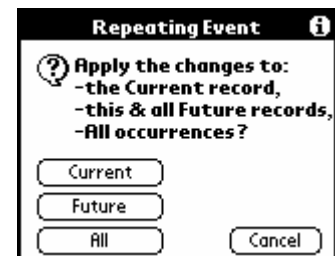 Repeating Event i
? Apply the changes to:
-the Current record,
-this & all Future records,
-All occurrences?
Current
Future
All Cancel